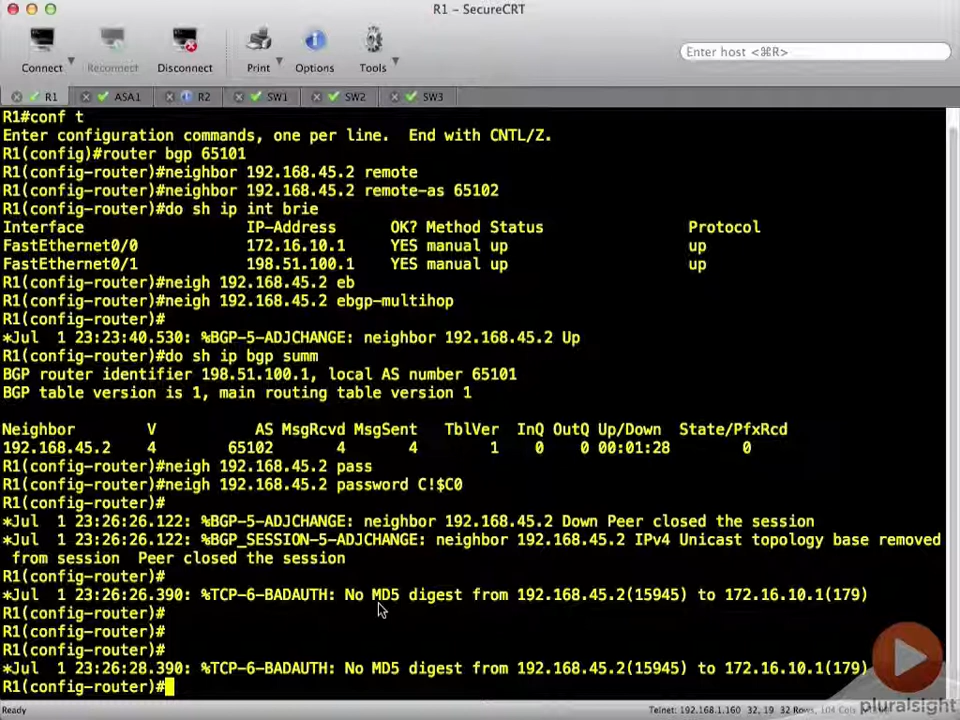 R1 – SecureCRT
Connect Reconnect Disconnect Print Options Tools Enter host <⌘R>
R1 ASA1 R2 SW1 SW2 SW3
R1#conf t
Enter configuration commands, one per line.  End with CNTL/Z.
R1(config)#router bgp 65101
R1(config-router)#neighbor 192.168.45.2 remote
R1(config-router)#neighbor 192.168.45.2 remote-as 65102
R1(config-router)#do sh ip int brie
Interface                  IP-Address      OK? Method Status                Protocol
FastEthernet0/0            172.16.10.1     YES manual up                    up
FastEthernet0/1            198.51.100.1    YES manual up                    up
R1(config-router)#neigh 192.168.45.2 eb
R1(config-router)#neigh 192.168.45.2 ebgp-multihop
R1(config-router)#
*Jul  1 23:23:40.530: %BGP-5-ADJCHANGE: neighbor 192.168.45.2 Up
R1(config-router)#do sh ip bgp summ
BGP router identifier 198.51.100.1, local AS number 65101
BGP table version is 1, main routing table version 1
Neighbor        V           AS MsgRcvd MsgSent   TblVer  InQ OutQ Up/Down  State/PfxRcd
192.168.45.2    4        65102       4       4        1    0    0 00:01:28        0
R1(config-router)#neigh 192.168.45.2 pass
R1(config-router)#neigh 192.168.45.2 password C!$C0
R1(config-router)#
*Jul  1 23:26:26.122: %BGP-5-ADJCHANGE: neighbor 192.168.45.2 Down Peer closed the session
*Jul  1 23:26:26.122: %BGP_SESSION-5-ADJCHANGE: neighbor 192.168.45.2 IPv4 Unicast topology base removed
from session  Peer closed the session
R1(config-router)#
*Jul  1 23:26:26.390: %TCP-6-BADAUTH: No MD5 digest from 192.168.45.2(15945) to 172.16.10.1(179)
R1(config-router)#
R1(config-router)#
R1(config-router)#
*Jul  1 23:26:28.390: %TCP-6-BADAUTH: No MD5 digest from 192.168.45.2(15945) to 172.16.10.1(179)
R1(config-router)#
Ready Telnet: 192.168.1.160 32, 19 32 Rows,
pluralsight